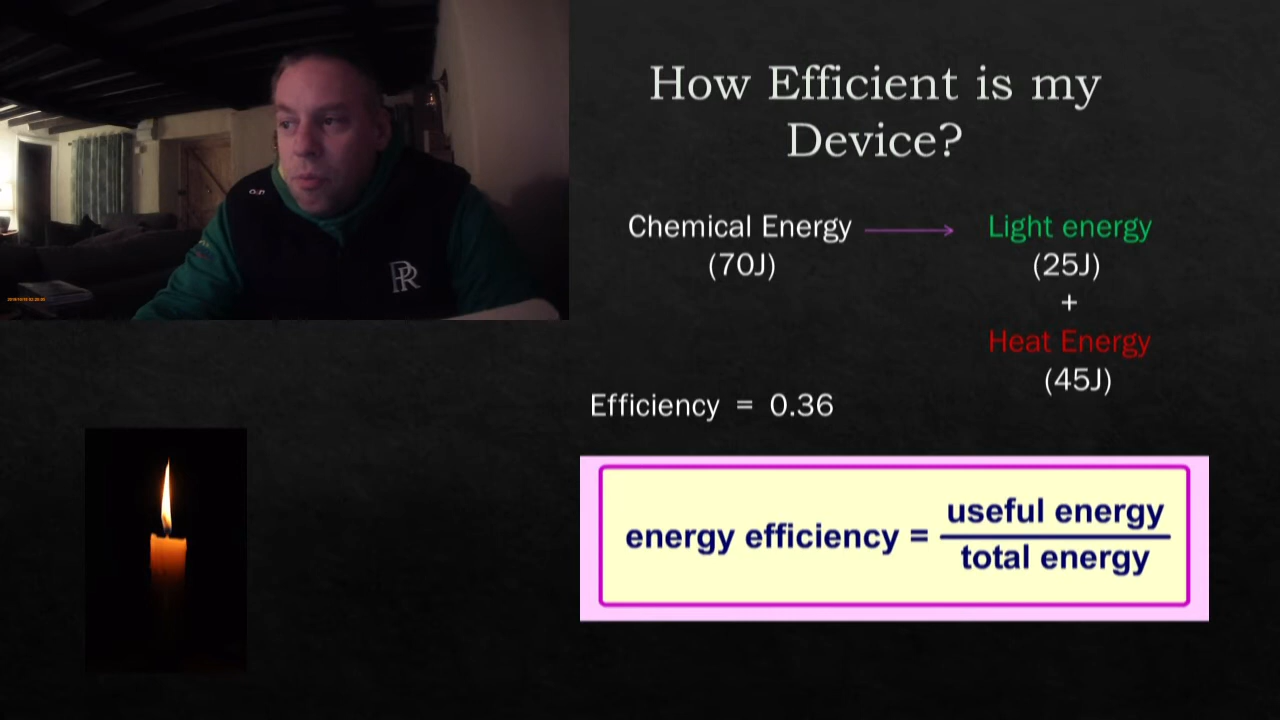 How Efficient is my
Device?
Chemical Energy
(70J)
Light energy
(25J)
+
Heat Energy
(45J)
Efficiency = 0.36
energy efficiency = useful energy
total energy
RR